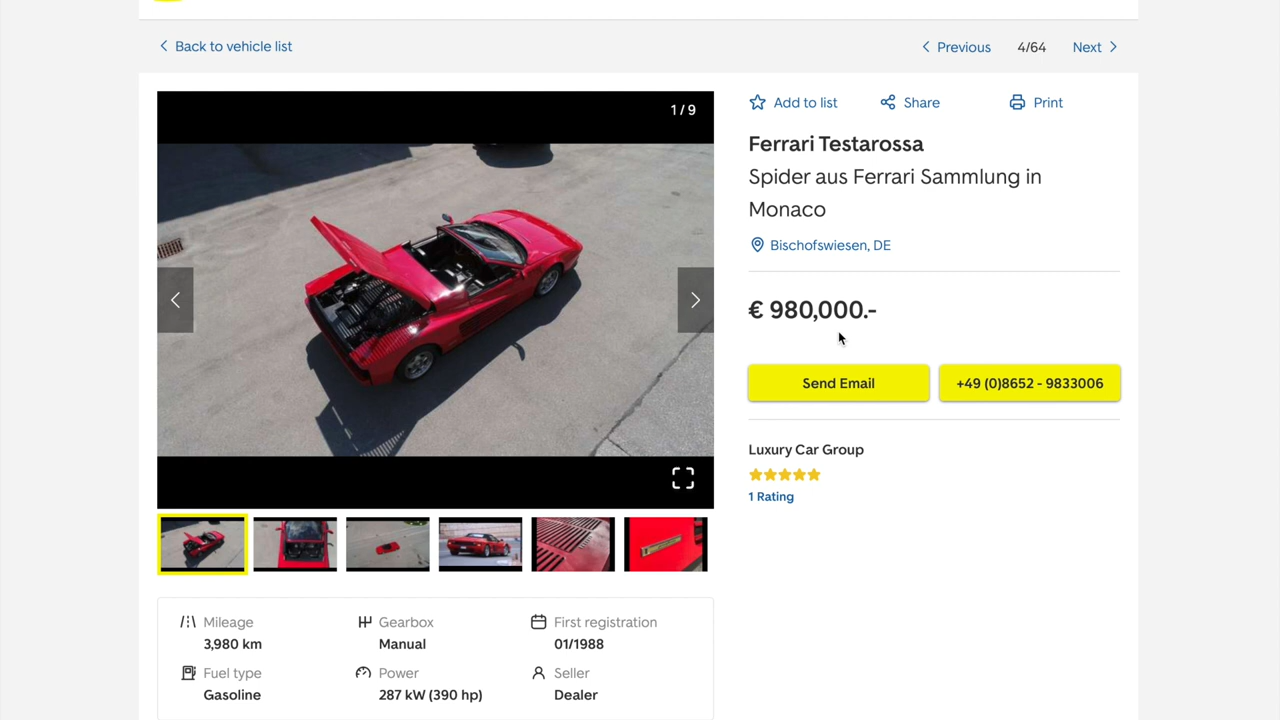 Back to vehicle list
Previous 4/64 Next
1/9
Add to list Share Print
Ferrari Testarossa
Spider aus Ferrari Sammlung in
Monaco
Bischofswiesen, DE
€ 980,000.-
Send Email +49 (0)8652 - 9833006
Luxury Car Group
1 Rating
Mileage Gearbox First registration
3,980 km Manual 01/1988
Fuel type Power Seller
Gasoline 287 kW (390 hp) Dealer